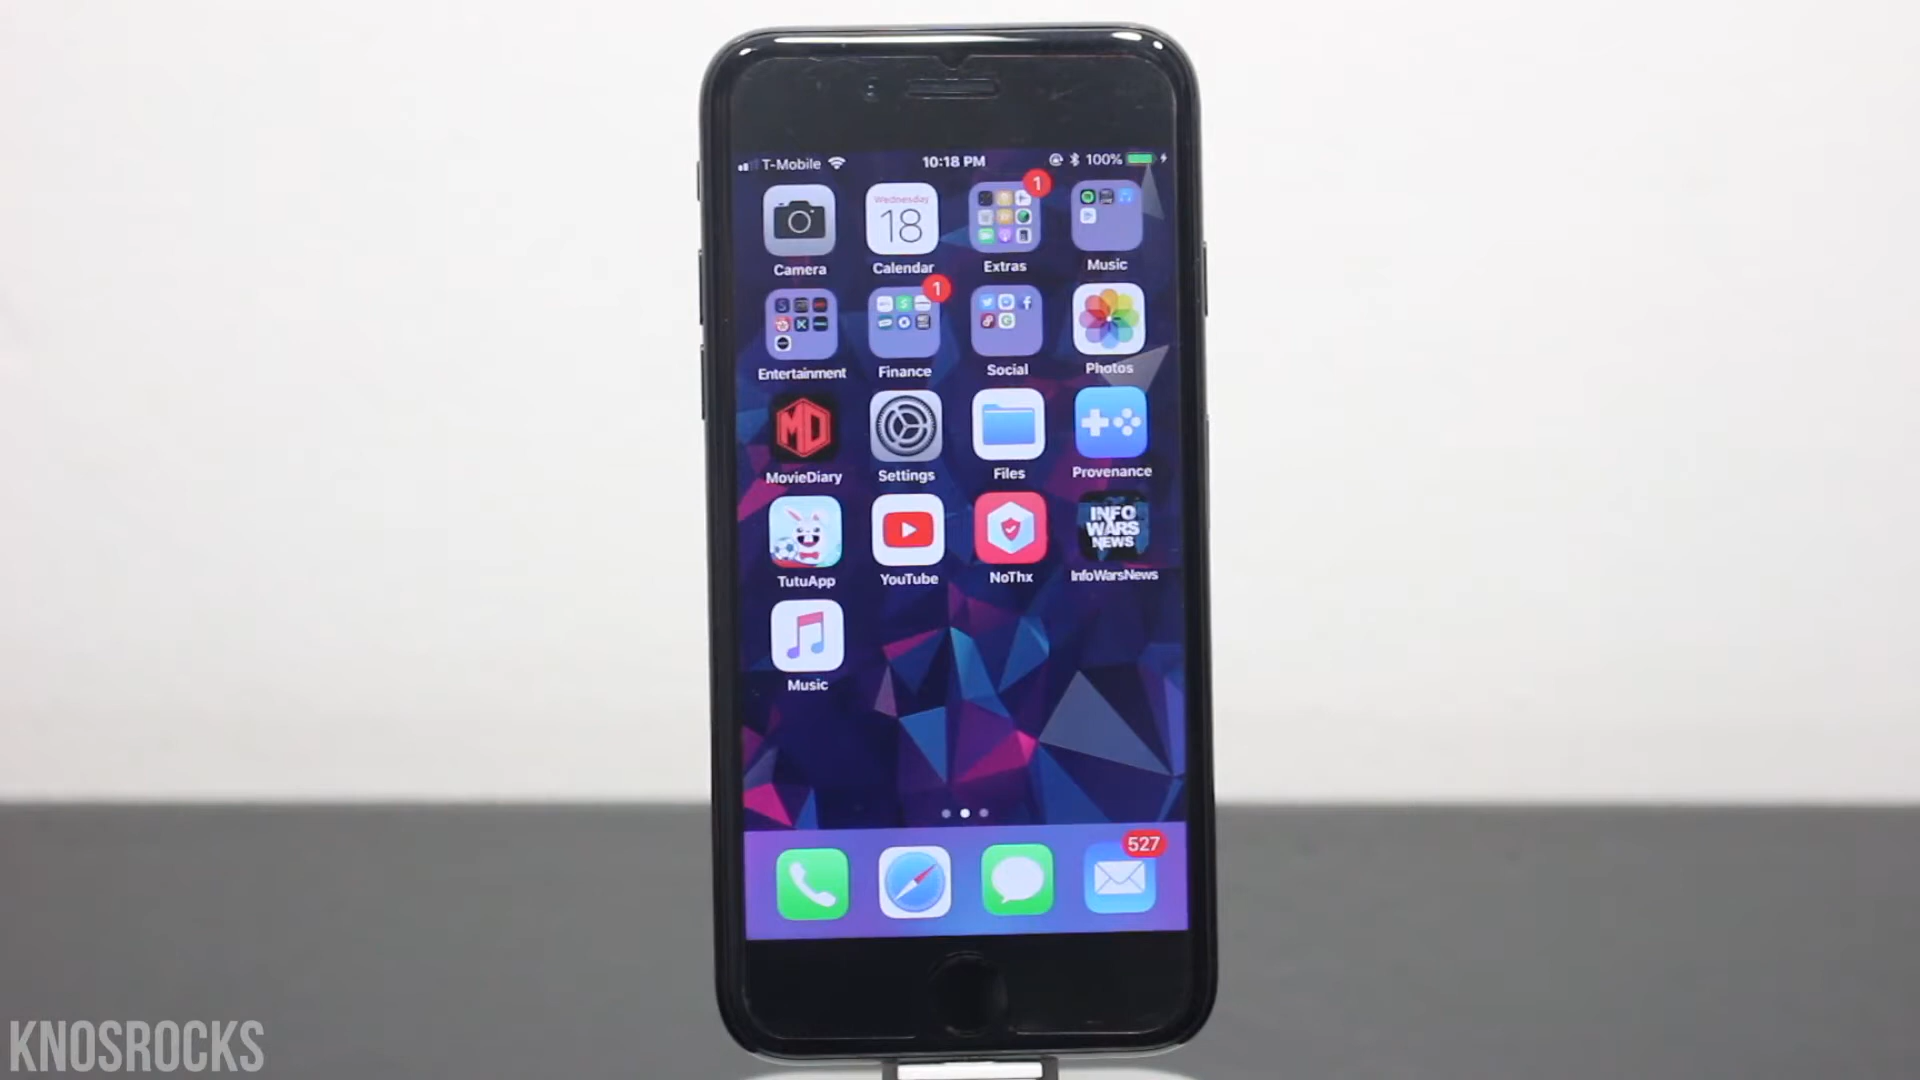 T-Mobile 10:18 PM 100%
Wednesday
18
1
Camera Calendar Extras Music
1
Entertainment Finance Social Photos
MD
MovieDiary Settings Files Provenance
INFO
WARS
NEWS
TutuApp YouTube NoThx InfoWarsNews
Music
527
KNOSROCKS